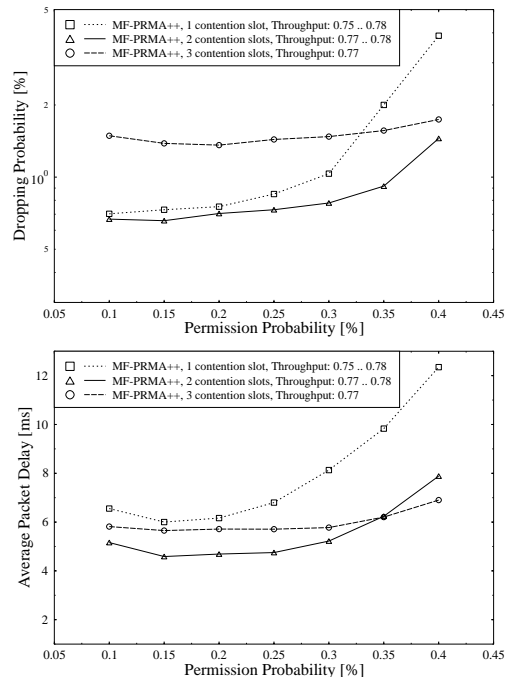 5
MF-PRMA++, 1 contention slot, Throughput: 0.75 .. 0.78
MF-PRMA++, 2 contention slots, Throughput: 0.77 .. 0.78
MF-PRMA++, 3 contention slots, Throughput: 0.77
2
10^0
5
Dropping Probability [%]
0.05 0.1 0.15 0.2 0.25 0.3 0.35 0.4 0.45
Permission Probability [%]
MF-PRMA++, 1 contention slot, Throughput: 0.75 .. 0.78
MF-PRMA++, 2 contention slots, Throughput: 0.77 .. 0.78
MF-PRMA++, 3 contention slots, Throughput: 0.77
12
10
8
6
4
2
Average Packet Delay [ms]
0.05 0.1 0.15 0.2 0.25 0.3 0.35 0.4 0.45
Permission Probability [%]